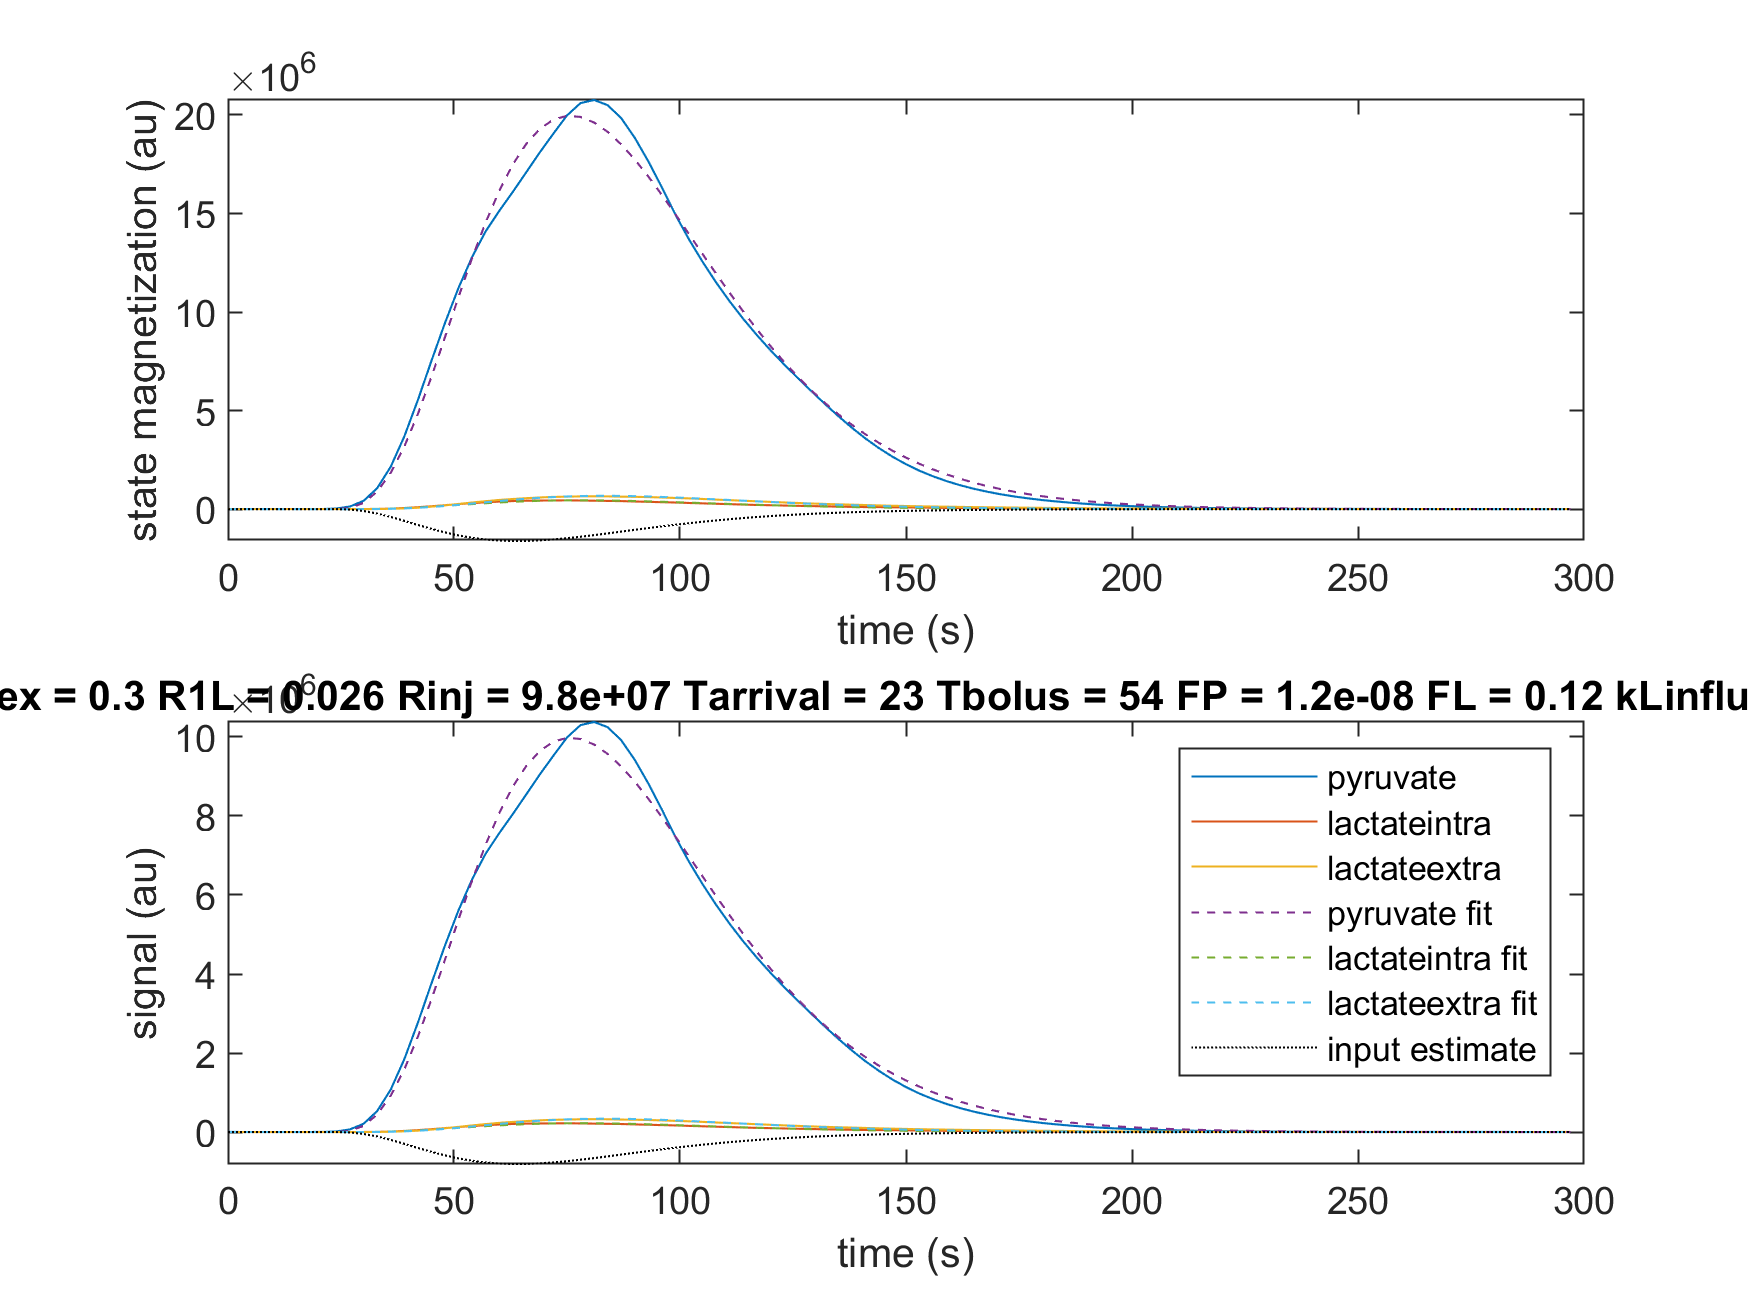 ×10⁶
state magnetization (au)
20
15
10
5
0
0 50 100 150 200 250 300
time (s)
ex = 0.3 R1L = 0.026 Rinj = 9.8e+07 Tarrival = 23 Tbolus = 54 FP = 1.2e-08 FL = 0.12 kLinflu
×10⁶
signal (au)
10
8
6
4
2
0
pyruvate
lactateintra
lactateextra
pyruvate fit
lactateintra fit
lactateextra fit
input estimate
0 50 100 150 200 250 300
time (s)